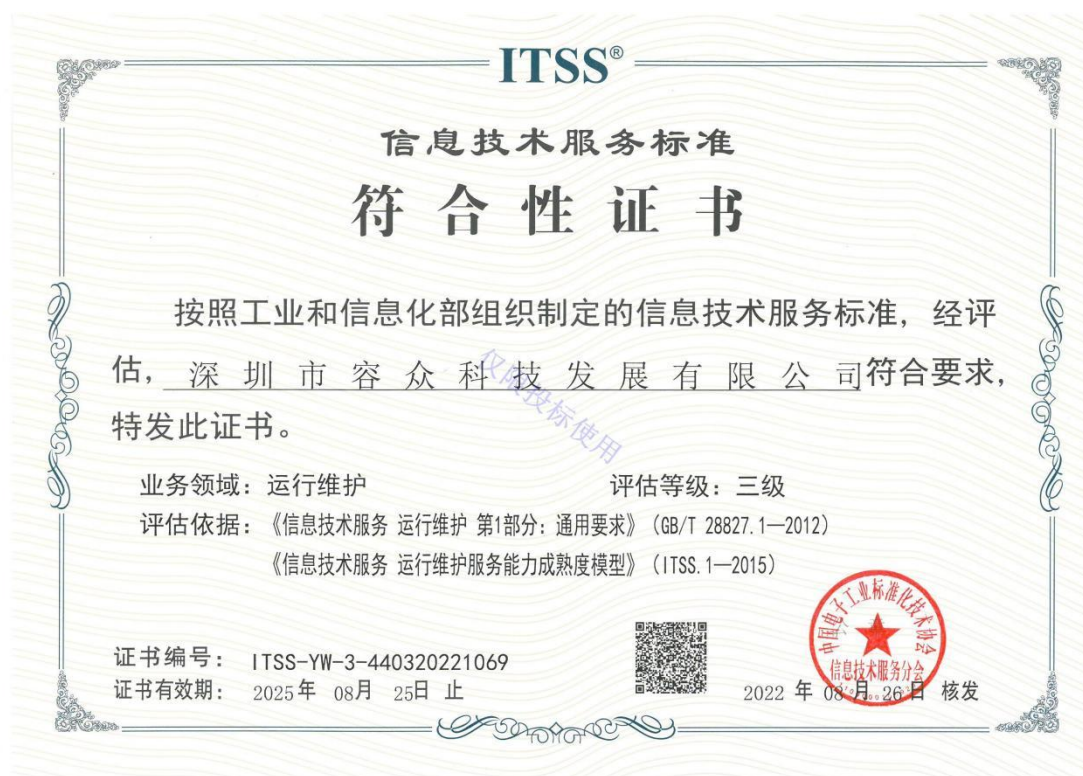 ITSS®
信息技术服务标准
符合性证书
按照工业和信息化部组织制定的信息技术服务标准，经评
估，深圳市容众科技发展有限公司符合要求，
特发此证书。
仅限投标使用
业务领域：运行维护
评估等级：三级
评估依据：《信息技术服务 运行维护 第1部分：通用要求》（GB/T 28827.1—2012）
《信息技术服务 运行维护服务能力成熟度模型》（ITSS.1—2015）
中国电子工业标准化技术协会
信息技术服务分会
证书编号： ITSS-YW-3-440320221069
证书有效期： 2025年 08月 25日 止
2022 年 08 月 26 日 核发